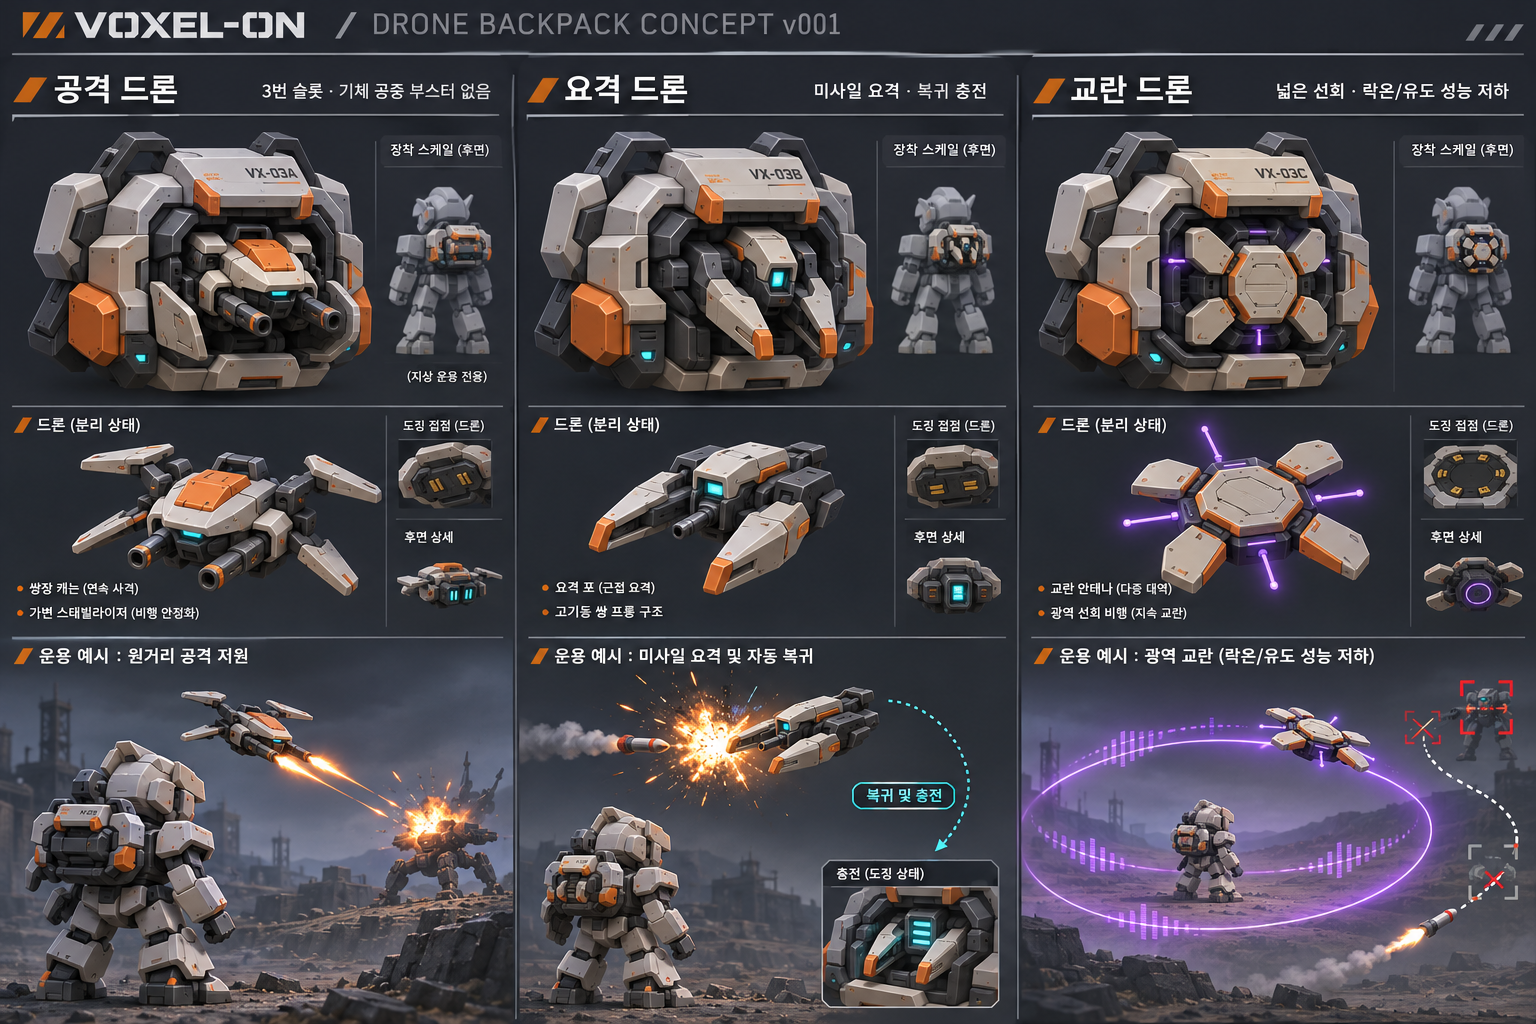 VOXEL-ON / DRONE BACKPACK CONCEPT v001
공격 드론
3번 슬롯 · 기체 공중 부스터 없음
VX-03A
장착 스케일 (후면)
(지상 운용 전용)
드론 (분리 상태)
도킹 접점 (드론)
후면 상세
• 쌍장 캐논 (연속 사격)
• 가변 스태빌라이저 (비행 안정화)
운용 예시 : 원거리 공격 지원
요격 드론
미사일 요격 · 복귀 충전
VX-03B
장착 스케일 (후면)
드론 (분리 상태)
도킹 접점 (드론)
후면 상세
• 요격 포 (근접 요격)
• 고기동 쌍 프롱 구조
운용 예시 : 미사일 요격 및 자동 복귀
복귀 및 충전
충전 (도킹 상태)
교란 드론
넓은 선회 · 락온/유도 성능 저하
VX-03C
장착 스케일 (후면)
드론 (분리 상태)
도킹 접점 (드론)
후면 상세
• 교란 안테나 (다중 대역)
• 광역 선회 비행 (지속 교란)
운용 예시 : 광역 교란 (락온/유도 성능 저하)